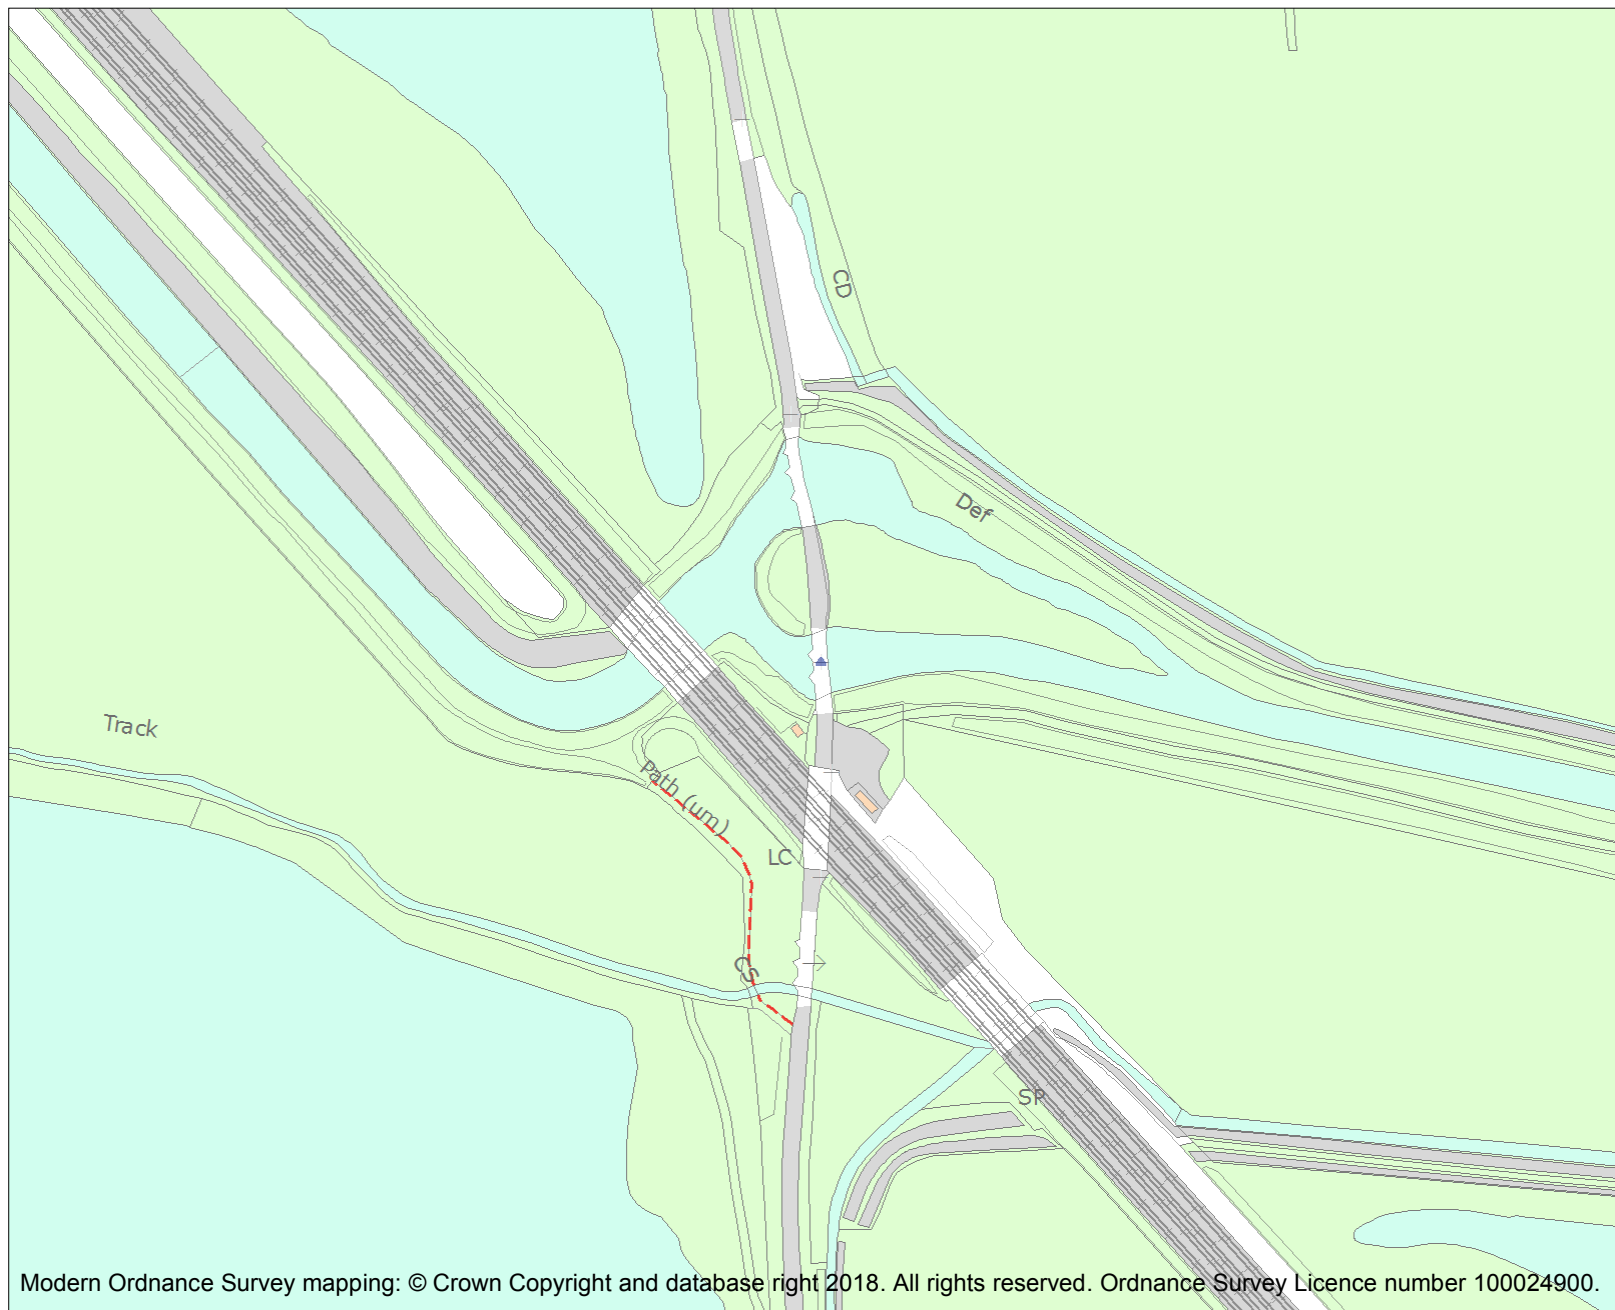 CD
Def
Track
Path (um)
LC
CS
SP
Modern Ordnance Survey mapping: © Crown Copyright and database right 2018. All rights reserved. Ordnance Survey Licence number 100024900.